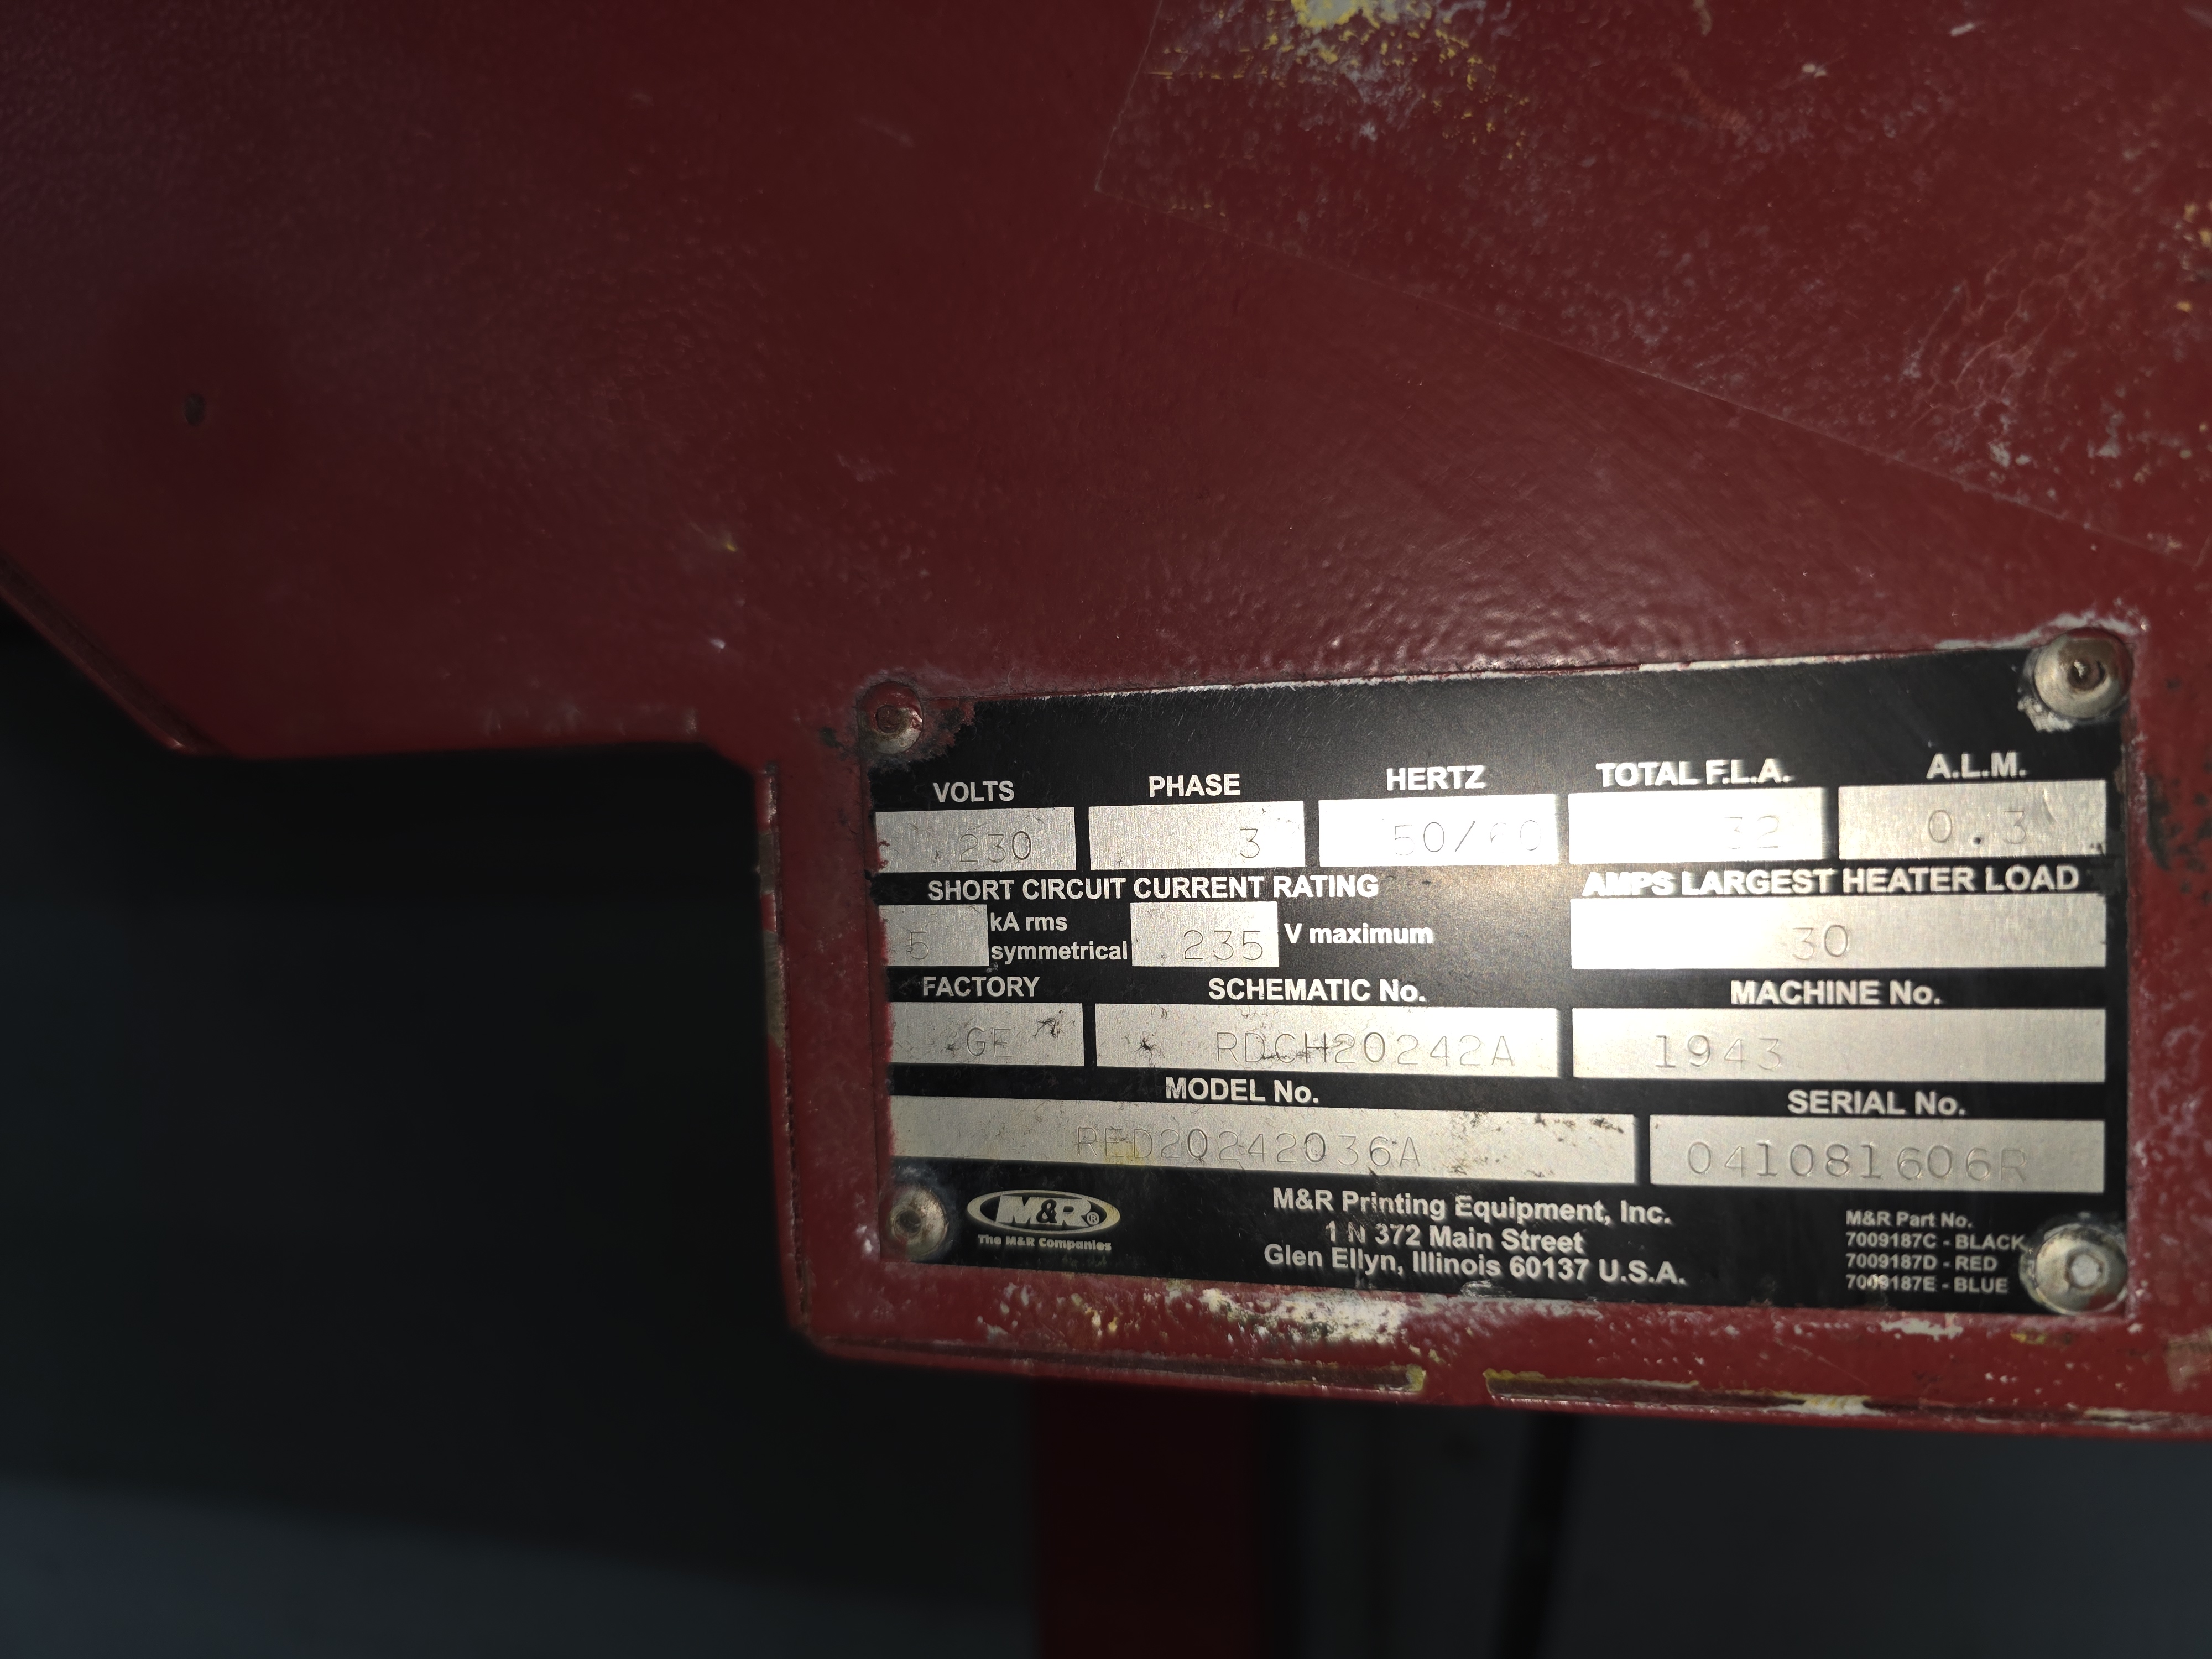 VOLTS PHASE HERTZ TOTAL F.L.A. A.L.M.
230 3 50/60 32 0.3
SHORT CIRCUIT CURRENT RATING AMPS LARGEST HEATER LOAD
5 kA rms symmetrical 235 V maximum 30
FACTORY SCHEMATIC No. MACHINE No.
GE RDCH20242A 1943
MODEL No. SERIAL No.
RED20242036A 041081606R
M&R®
The M&R Companies
M&R Printing Equipment, Inc.
1 N 372 Main Street
Glen Ellyn, Illinois 60137 U.S.A.
M&R Part No.
7009187C - BLACK
7009187D - RED
7009187E - BLUE